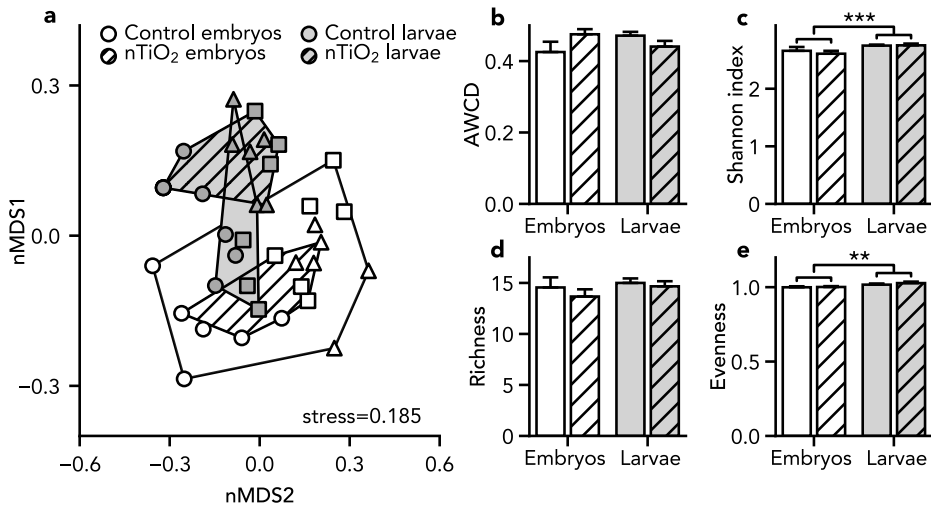 a
Control embryos
Control larvae
nTiO₂ embryos
nTiO₂ larvae
nMDS1
0.3
0.0
−0.3
stress=0.185
−0.6 −0.3 0.0 0.3 0.6
nMDS2
b
AWCD
0.4
0.2
0.0
Embryos Larvae
c
***
Shannon index
2
1
0
Embryos Larvae
d
Richness
15
10
5
0
Embryos Larvae
e
**
Evenness
1.0
0.5
0.0
Embryos Larvae